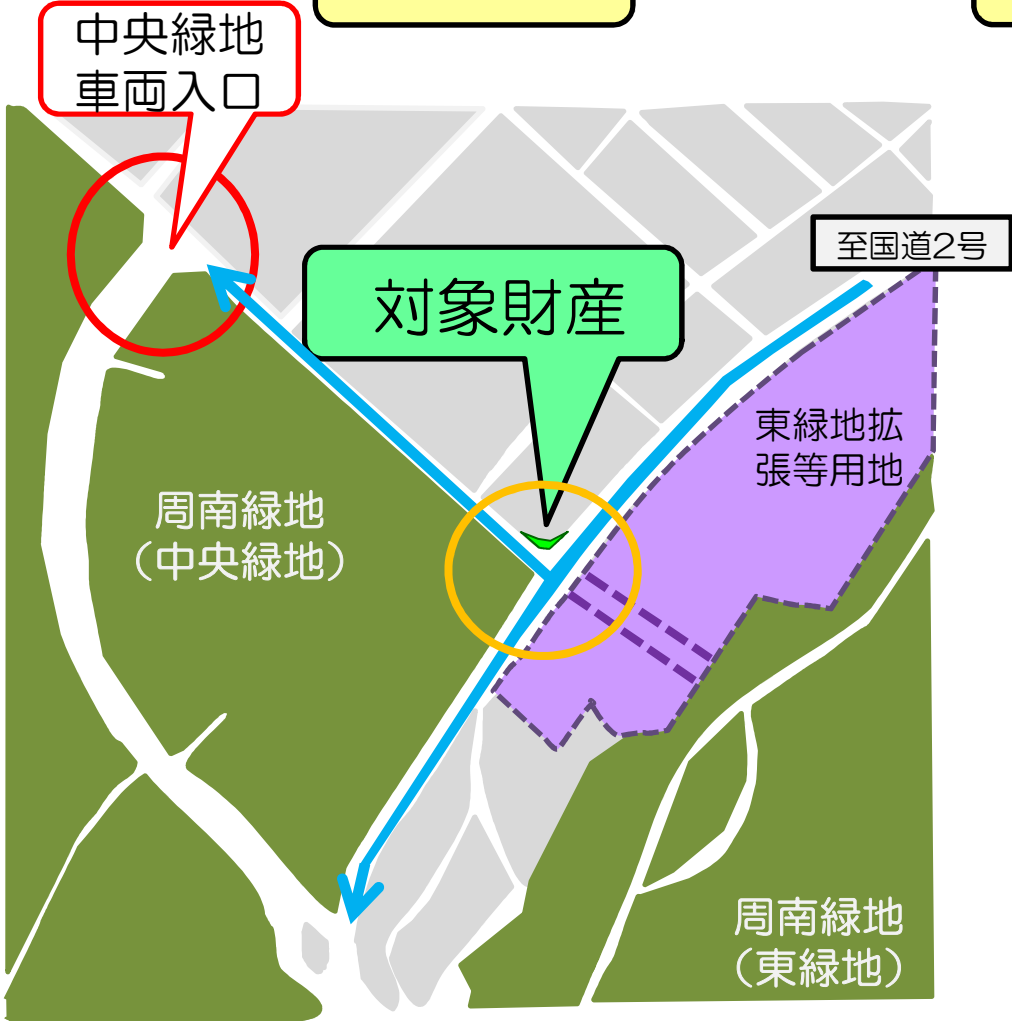 中央緑地
車両入口
至国道2号
対象財産
東緑地拡
張等用地
周南緑地
(中央緑地)
周南緑地
(東緑地)